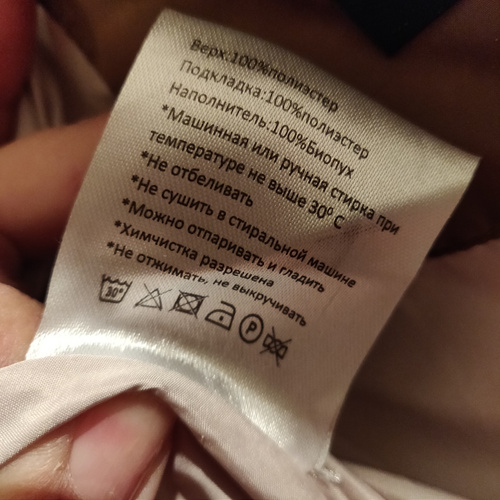 Верх:100%полиэстер
Подкладка:100%полиэстер
Наполнитель:100%Биопух
*Машинная или ручная стирка при
температуре не выше 30° C
*Не отбеливать
*Не сушить в стиральной машине
*Можно отпаривать и гладить
*Химчистка разрешена
*Не отжимать, не выкручивать
30° P